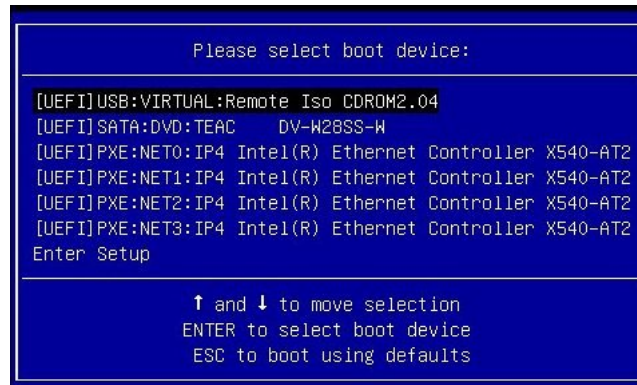 Please select boot device:
[UEFI]USB:VIRTUAL:Remote Iso CDROM2.04
[UEFI]SATA:DVD:TEAC DV-W28SS-W
[UEFI]PXE:NET0:IP4 Intel(R) Ethernet Controller X540-AT2
[UEFI]PXE:NET1:IP4 Intel(R) Ethernet Controller X540-AT2
[UEFI]PXE:NET2:IP4 Intel(R) Ethernet Controller X540-AT2
[UEFI]PXE:NET3:IP4 Intel(R) Ethernet Controller X540-AT2
Enter Setup
↑ and ↓ to move selection
ENTER to select boot device
ESC to boot using defaults